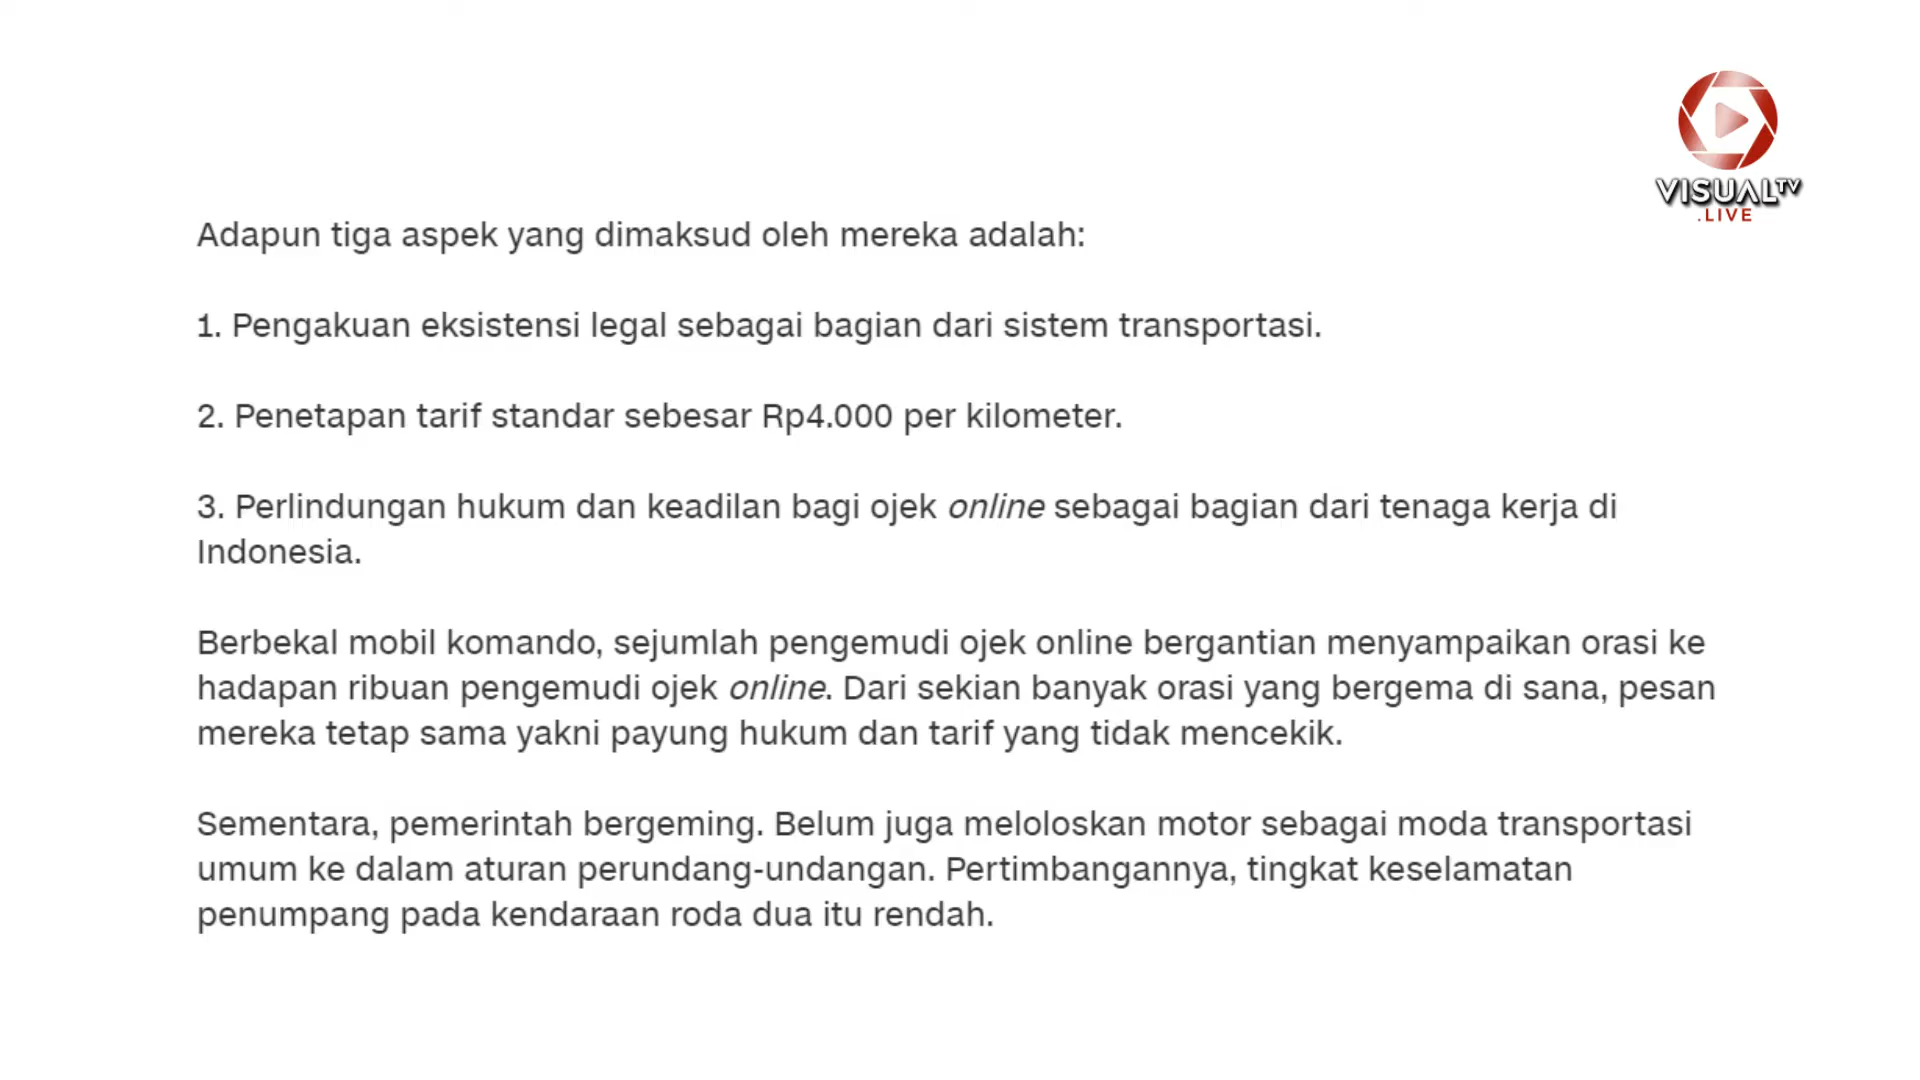 VISUALTV
.LIVE
Adapun tiga aspek yang dimaksud oleh mereka adalah:
1. Pengakuan eksistensi legal sebagai bagian dari sistem transportasi.
2. Penetapan tarif standar sebesar Rp4.000 per kilometer.
3. Perlindungan hukum dan keadilan bagi ojek online sebagai bagian dari tenaga kerja di
Indonesia.
Berbekal mobil komando, sejumlah pengemudi ojek online bergantian menyampaikan orasi ke
hadapan ribuan pengemudi ojek online. Dari sekian banyak orasi yang bergema di sana, pesan
mereka tetap sama yakni payung hukum dan tarif yang tidak mencekik.
Sementara, pemerintah bergeming. Belum juga meloloskan motor sebagai moda transportasi
umum ke dalam aturan perundang-undangan. Pertimbangannya, tingkat keselamatan
penumpang pada kendaraan roda dua itu rendah.